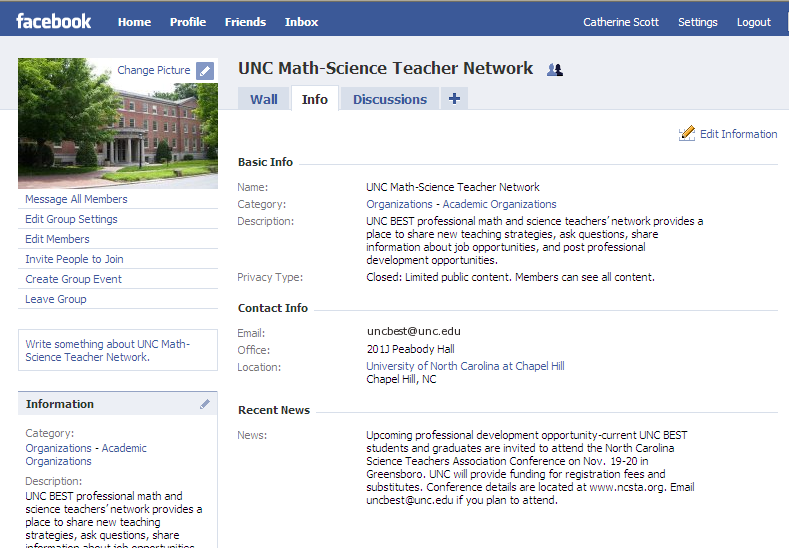 facebook Home Profile Friends Inbox Catherine Scott Settings Logout
Change Picture
UNC Math-Science Teacher Network
Wall Info Discussions +
Edit Information
Message All Members
Edit Group Settings
Edit Members
Invite People to Join
Create Group Event
Leave Group
Write something about UNC Math-
Science Teacher Network.
Information
Category:
Organizations - Academic
Organizations
Description:
UNC BEST professional math and
science teachers' network provides a
place to share new teaching
strategies, ask questions, share
information about job opportunities,
Basic Info
Name: UNC Math-Science Teacher Network
Category: Organizations - Academic Organizations
Description: UNC BEST professional math and science teachers' network provides a
place to share new teaching strategies, ask questions, share
information about job opportunities, and post professional
development opportunities.
Privacy Type: Closed: Limited public content. Members can see all content.
Contact Info
Email: uncbest@unc.edu
Office: 201J Peabody Hall
Location: University of North Carolina at Chapel Hill
Chapel Hill, NC
Recent News
News: Upcoming professional development opportunity-current UNC BEST
students and graduates are invited to attend the North Carolina
Science Teachers Association Conference on Nov. 19-20 in
Greensboro. UNC will provide funding for registration fees and
substitutes. Conference details are located at www.ncsta.org. Email
uncbest@unc.edu if you plan to attend.